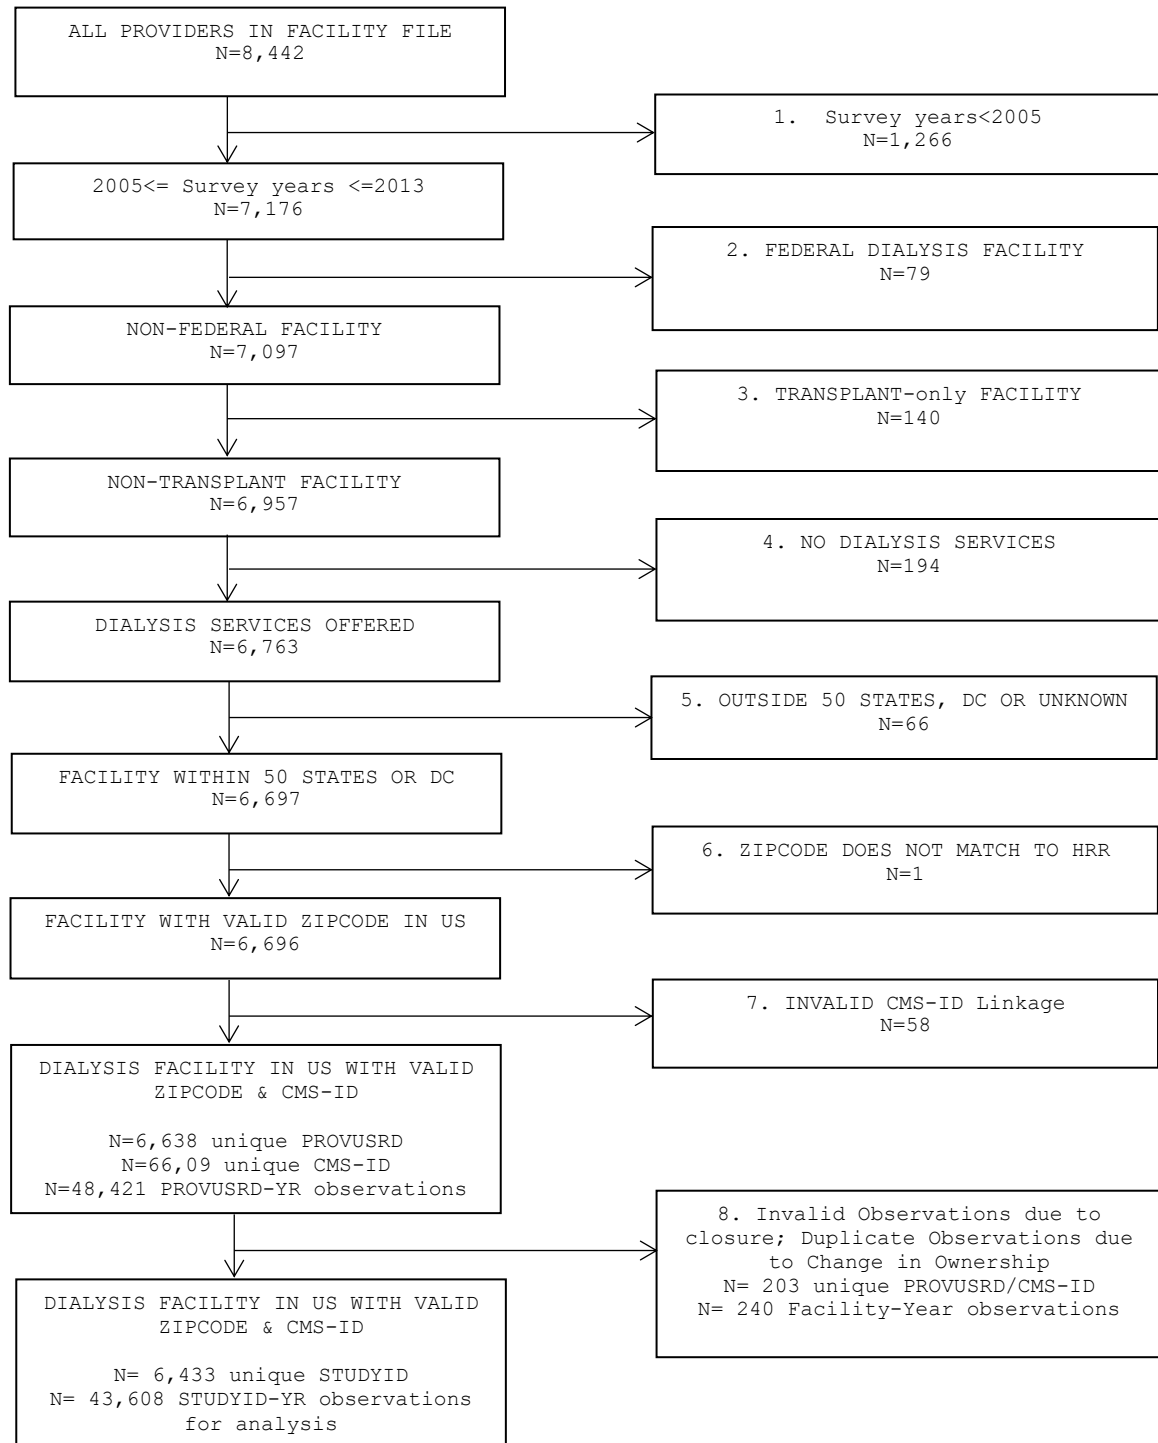 ALL PROVIDERS IN FACILITY FILE
N=8,442
1.  Survey years<2005
N=1,266
2005<= Survey years <=2013
N=7,176
2. FEDERAL DIALYSIS FACILITY
N=79
NON-FEDERAL FACILITY
N=7,097
3. TRANSPLANT-only FACILITY
N=140
NON-TRANSPLANT FACILITY
N=6,957
4. NO DIALYSIS SERVICES
N=194
DIALYSIS SERVICES OFFERED
N=6,763
5. OUTSIDE 50 STATES, DC OR UNKNOWN
N=66
FACILITY WITHIN 50 STATES OR DC
N=6,697
6. ZIPCODE DOES NOT MATCH TO HRR
N=1
FACILITY WITH VALID ZIPCODE IN US
N=6,696
7. INVALID CMS-ID Linkage
N=58
DIALYSIS FACILITY IN US WITH VALID
ZIPCODE & CMS-ID
N=6,638 unique PROVUSRD
N=66,09 unique CMS-ID
N=48,421 PROVUSRD-YR observations
8. Invalid Observations due to
closure; Duplicate Observations due
to Change in Ownership
N= 203 unique PROVUSRD/CMS-ID
N= 240 Facility-Year observations
DIALYSIS FACILITY IN US WITH VALID
ZIPCODE & CMS-ID
N= 6,433 unique STUDYID
N= 43,608 STUDYID-YR observations
for analysis